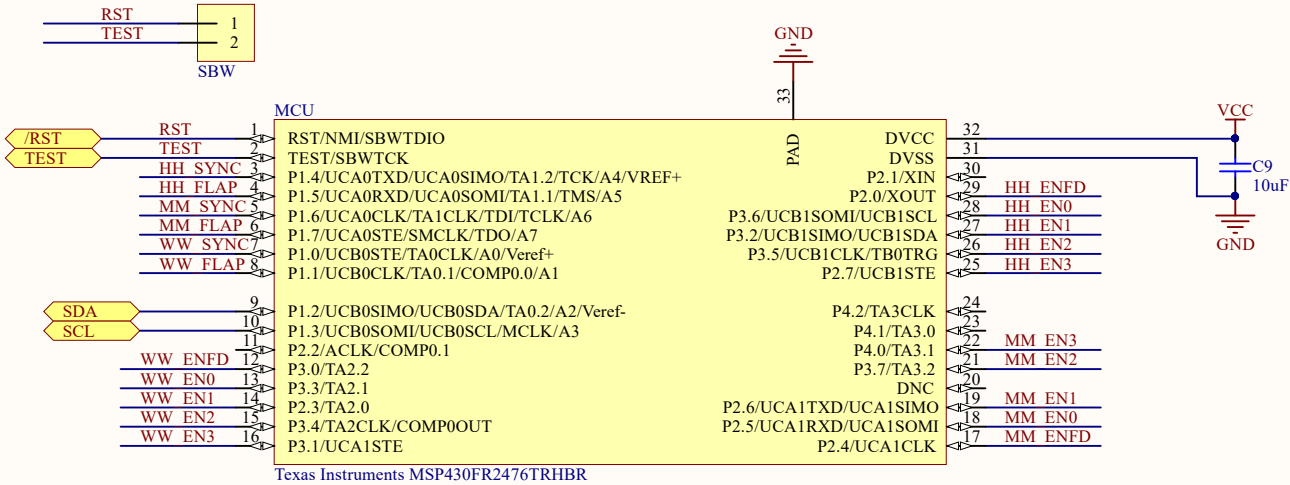 RST 1
TEST 2
SBW
GND
33
PAD
MCU
/RST RST 1 RST/NMI/SBWTDIO
TEST TEST 2 TEST/SBWTCK
HH_SYNC 3 P1.4/UCA0TXD/UCA0SIMO/TA1.2/TCK/A4/VREF+
HH_FLAP 4 P1.5/UCA0RXD/UCA0SOMI/TA1.1/TMS/A5
MM_SYNC 5 P1.6/UCA0CLK/TA1CLK/TDI/TCLK/A6
MM_FLAP 6 P1.7/UCA0STE/SMCLK/TDO/A7
WW_SYNC 7 P1.0/UCB0STE/TA0CLK/A0/Veref+
WW_FLAP 8 P1.1/UCB0CLK/TA0.1/COMP0.0/A1
SDA 9 P1.2/UCB0SIMO/UCB0SDA/TA0.2/A2/Veref-
SCL 10 P1.3/UCB0SOMI/UCB0SCL/MCLK/A3
11 P2.2/ACLK/COMP0.1
WW_ENFD 12 P3.0/TA2.2
WW_EN0 13 P3.3/TA2.1
WW_EN1 14 P2.3/TA2.0
WW_EN2 15 P3.4/TA2CLK/COMP0OUT
WW_EN3 16 P3.1/UCA1STE
DVCC 32
DVSS 31
P2.1/XIN 30
P2.0/XOUT 29 HH_ENFD
P3.6/UCB1SOMI/UCB1SCL 28 HH_EN0
P3.2/UCB1SIMO/UCB1SDA 27 HH_EN1
P3.5/UCB1CLK/TB0TRG 26 HH_EN2
P2.7/UCB1STE 25 HH_EN3
P4.2/TA3CLK 24
P4.1/TA3.0 23
P4.0/TA3.1 22 MM_EN3
P3.7/TA3.2 21 MM_EN2
DNC 20
P2.6/UCA1TXD/UCA1SIMO 19 MM_EN1
P2.5/UCA1RXD/UCA1SOMI 18 MM_EN0
P2.4/UCA1CLK 17 MM_ENFD
VCC
C9
10uF
GND
Texas Instruments MSP430FR2476TRHBR